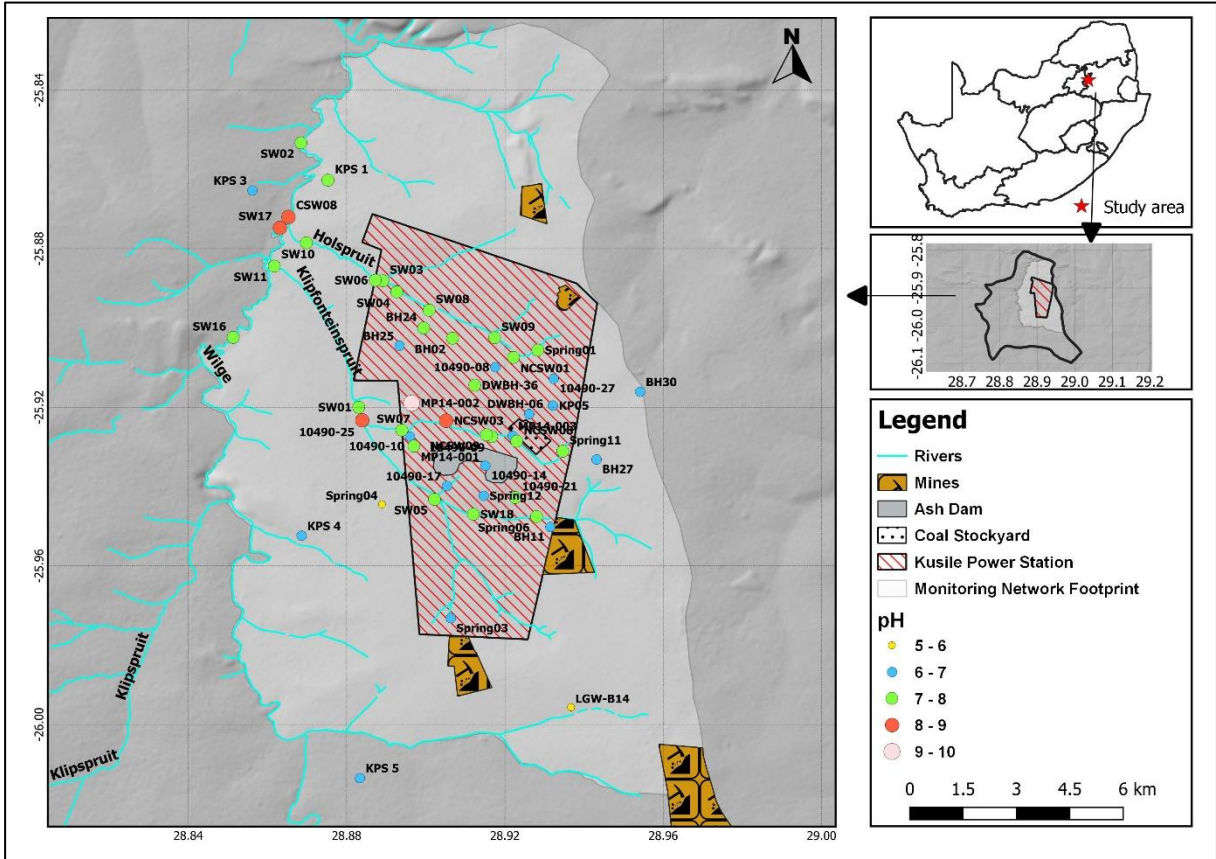 N
-25.84
-25.88
-25.92
-25.96
-26.00
28.84
28.88
28.92
28.96
29.00
SW02
KPS 3
KPS 1
CSW08
SW17
Holspruit
SW10
SW11
Klipfonteinspruit
SW06
SW03
SW04
SW08
BH24
BH25
BH02
SW09
Spring01
NCSW01
SW16
Wilge
10490-08
DWBH-36
10490-27
BH30
MP14-002
DWBH-06
KP05
SW01
SW07
NCSW03
MP14-003
10490-25
10490-10
MP14-001
Spring11
BH27
10490-17
10490-14
10490-21
Spring04
Spring12
SW05
SW18
Spring06
BH11
KPS 4
Spring03
Klipspruit
LGW-B14
Klipspruit
KPS 5
Study area
-25.8
-25.9
-26.0
-26.1
28.7
28.8
28.9
29.0
29.1
29.2
Legend
Rivers
Mines
Ash Dam
Coal Stockyard
Kusile Power Station
Monitoring Network Footprint
pH
5 - 6
6 - 7
7 - 8
8 - 9
9 - 10
0 1.5 3 4.5 6 km